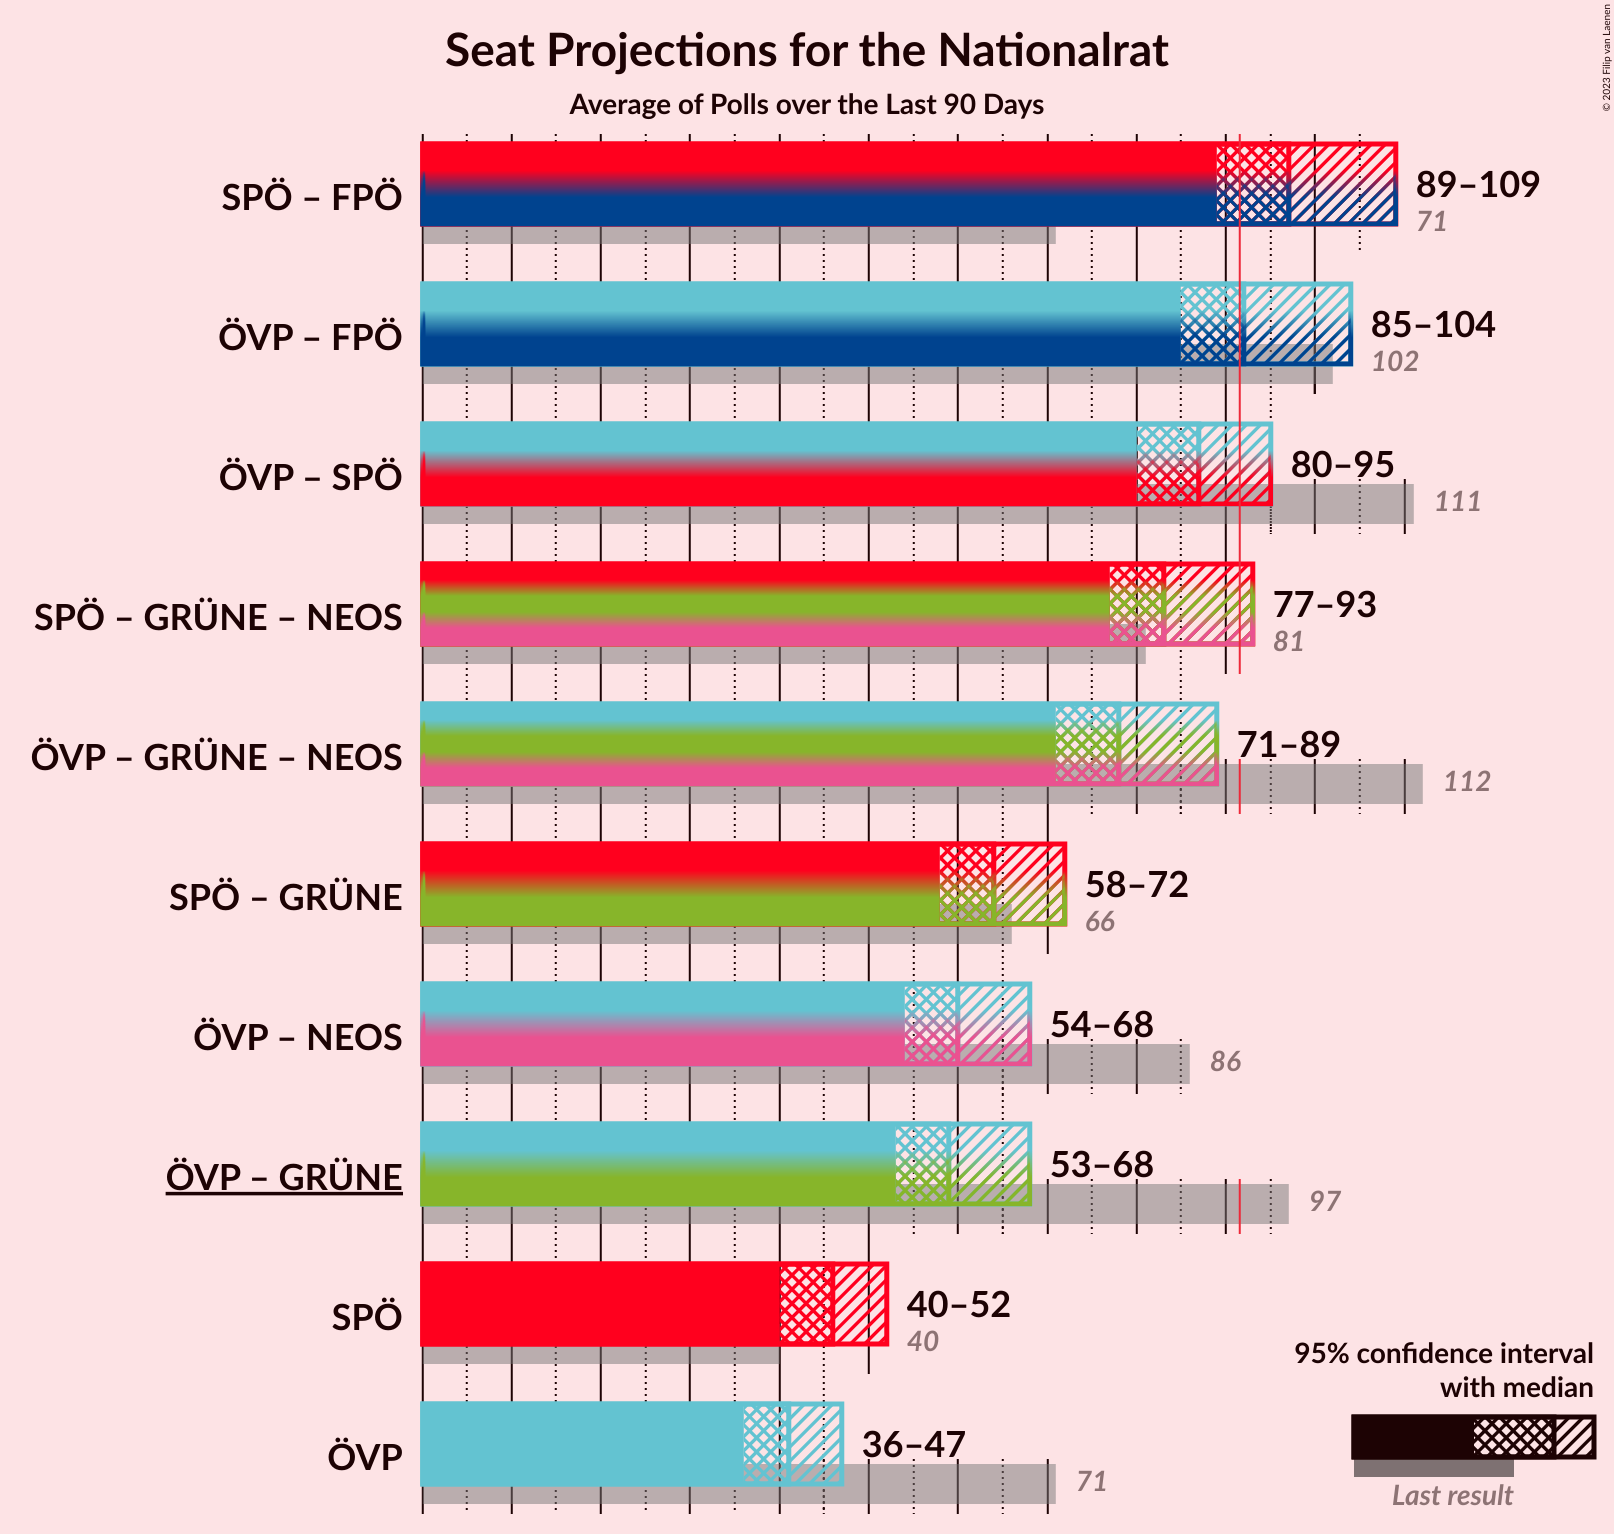 Seat Projections for the Nationalrat
Average of Polls over the Last 90 Days
© 2023 Filip van Laenen
SPÖ – FPÖ
89–109
71
ÖVP – FPÖ
85–104
102
ÖVP – SPÖ
80–95
111
SPÖ – GRÜNE – NEOS
77–93
81
ÖVP – GRÜNE – NEOS
71–89
112
SPÖ – GRÜNE
58–72
66
ÖVP – NEOS
54–68
86
ÖVP – GRÜNE
53–68
97
SPÖ
40–52
40
ÖVP
36–47
71
95% confidence interval
with median
Last result